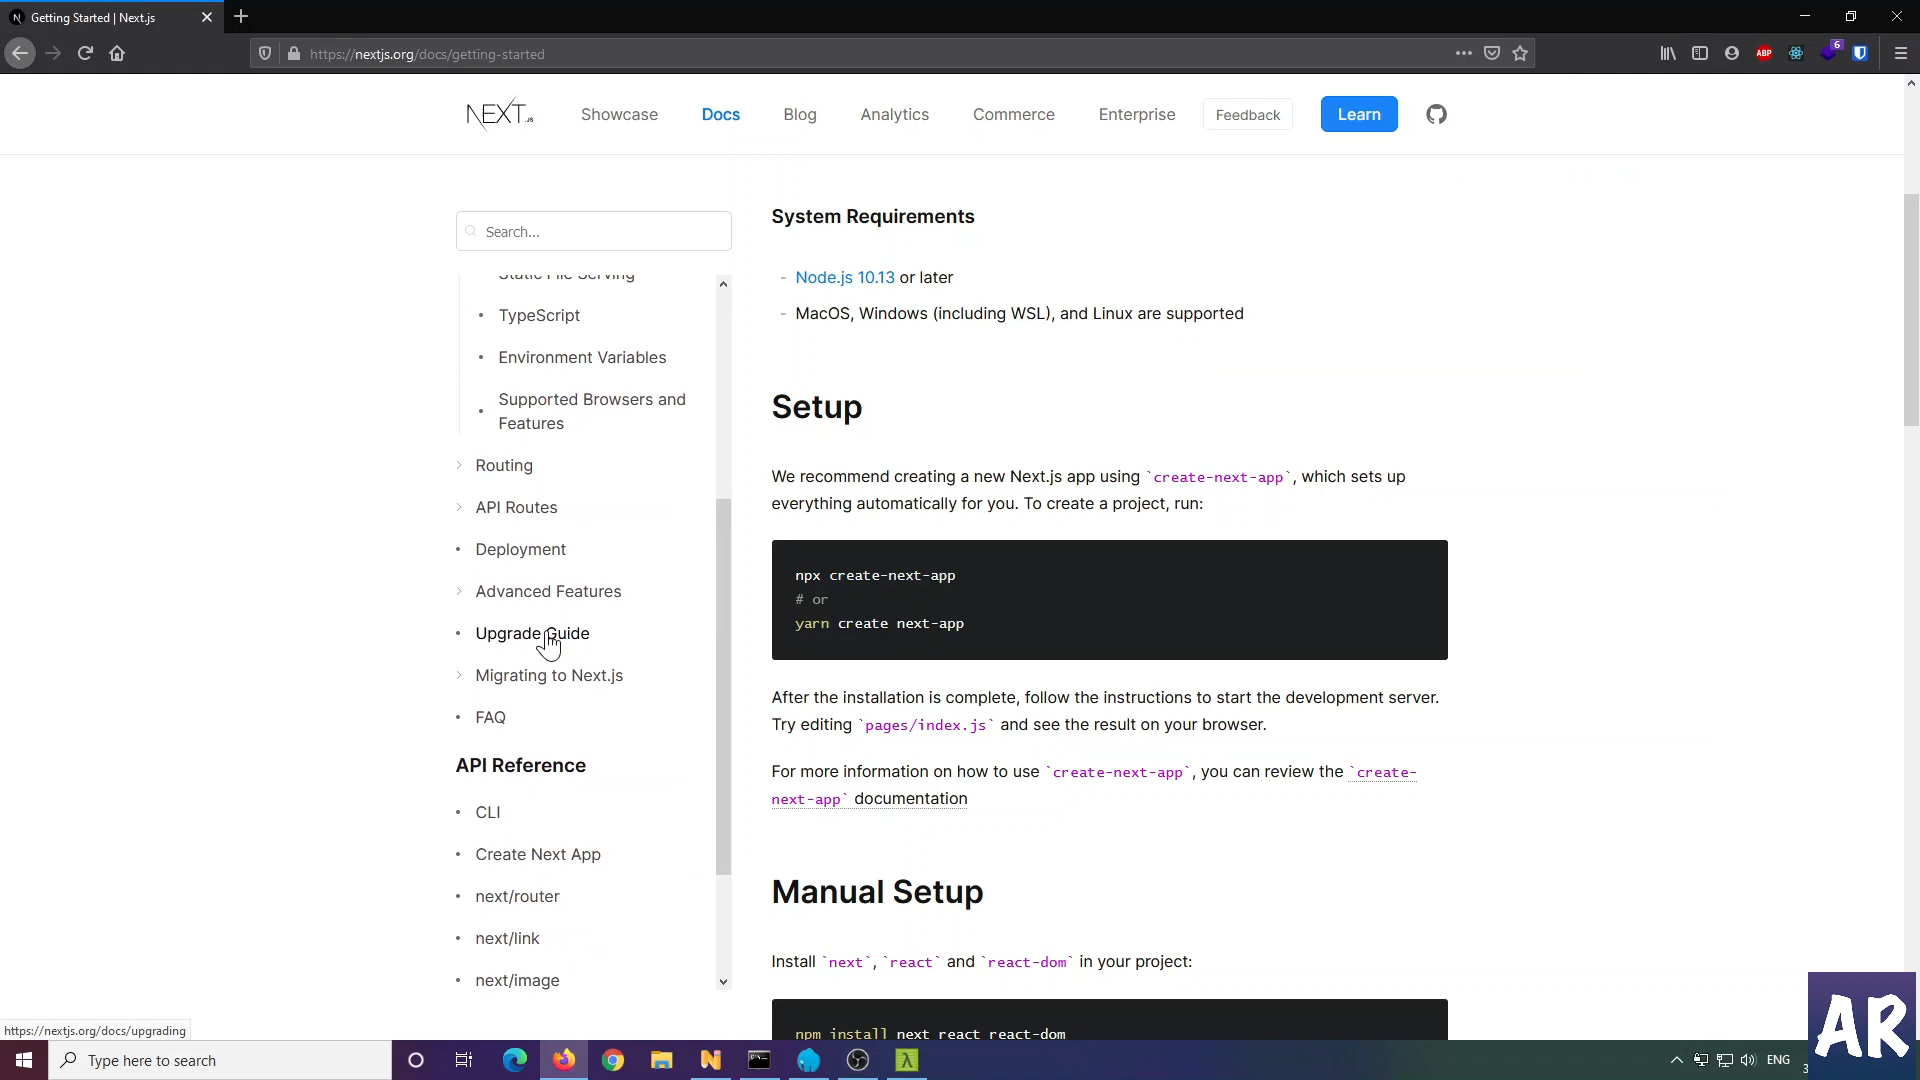 Getting Started | Next.js
https://nextjs.org/docs/getting-started
ABP
6
NEXT.JS
Showcase
Docs
Blog
Analytics
Commerce
Enterprise
Feedback
Learn
Search...
Static File Serving
TypeScript
Environment Variables
Supported Browsers and
Features
Routing
API Routes
Deployment
Advanced Features
Upgrade Guide
Migrating to Next.js
FAQ
API Reference
CLI
Create Next App
next/router
next/link
next/image
System Requirements
- Node.js 10.13 or later
- MacOS, Windows (including WSL), and Linux are supported
Setup
We recommend creating a new Next.js app using `create-next-app`, which sets up
everything automatically for you. To create a project, run:
npx create-next-app
# or
yarn create next-app
After the installation is complete, follow the instructions to start the development server.
Try editing `pages/index.js` and see the result on your browser.
For more information on how to use `create-next-app`, you can review the `create-
next-app` documentation
Manual Setup
Install `next`, `react` and `react-dom` in your project:
npm install next react react-dom
https://nextjs.org/docs/upgrading
Type here to search
ENG
3
AR